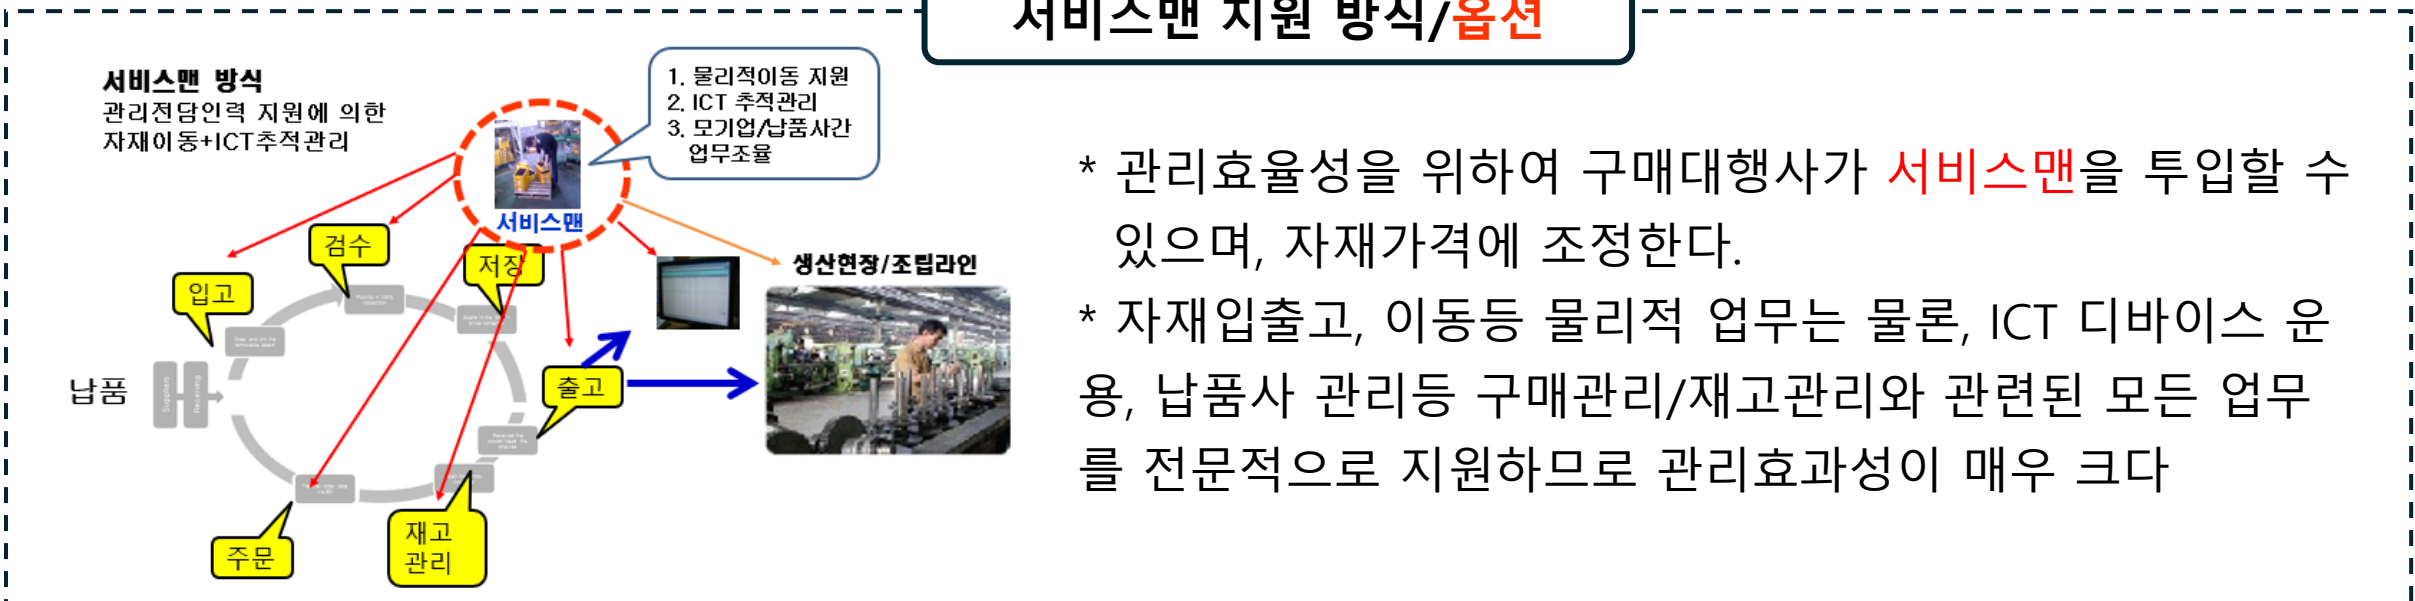 서비스맨 지원 방식/옵션
서비스맨 방식
관리전담인력 지원에 의한
자재이동+ICT추적관리
1. 물리적이동 지원
2. ICT 추적관리
3. 모기업/납품사간
업무조율
서비스맨
검수
저장
입고
생산현장/조립라인
납품
Suppliers
Receiving
출고
주문
재고
관리
* 관리효율성을 위하여 구매대행사가 서비스맨을 투입할 수
있으며, 자재가격에 조정한다.
* 자재입출고, 이동등 물리적 업무는 물론, ICT 디바이스 운
용, 납품사 관리등 구매관리/재고관리와 관련된 모든 업무
를 전문적으로 지원하므로 관리효과성이 매우 크다